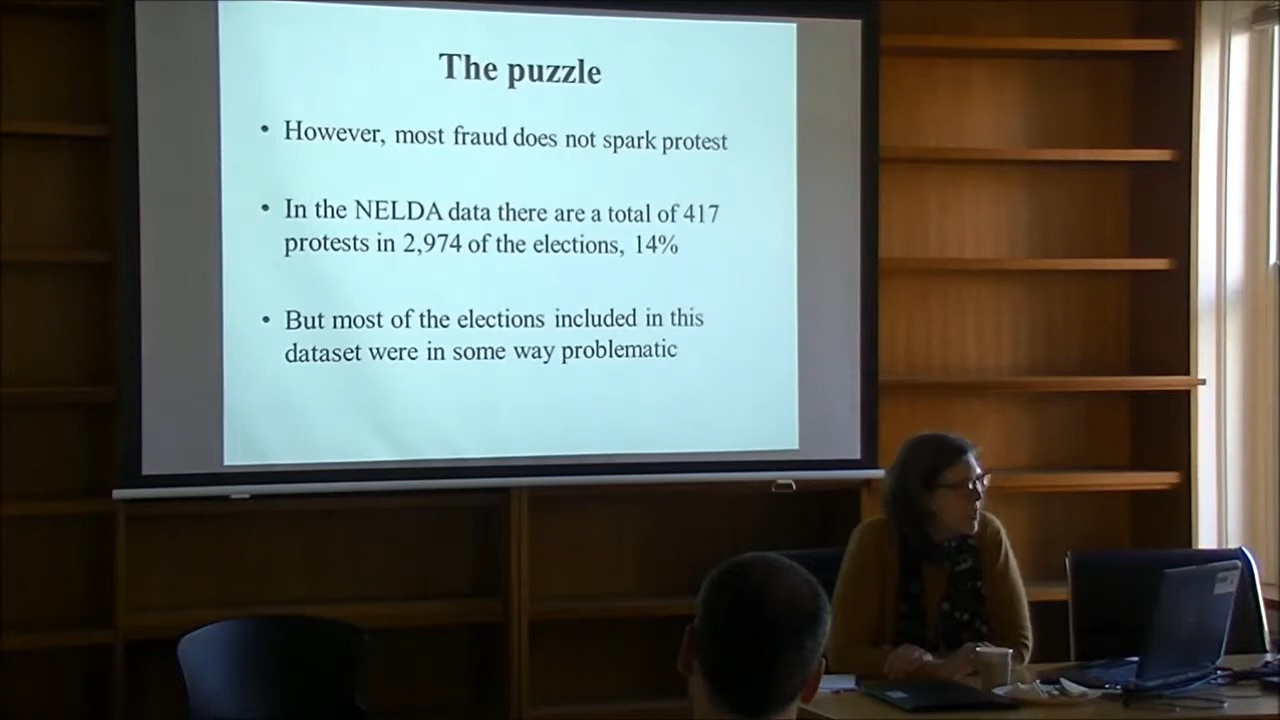 The puzzle
• However, most fraud does not spark protest
• In the NELDA data there are a total of 417
protests in 2,974 of the elections, 14%
• But most of the elections included in this
dataset were in some way problematic